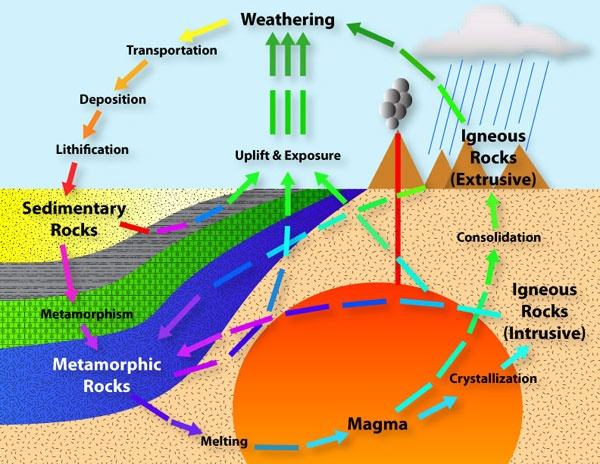 Weathering
Transportation
Deposition
Lithification
Uplift & Exposure
Igneous
Rocks
(Extrusive)
Sedimentary
Rocks
Consolidation
Igneous
Rocks
(Intrusive)
Metamorphism
Metamorphic
Rocks
Crystallization
Magma
Melting